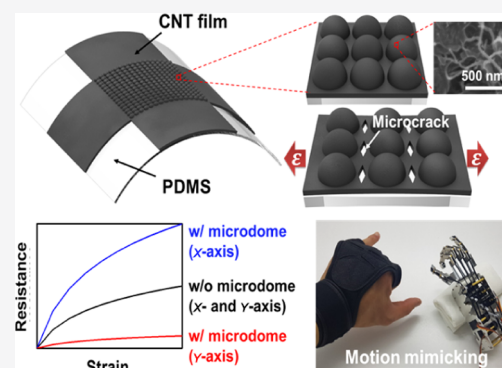 CNT film
500 nm
Microcrack
ε
ε
PDMS
w/ microdome
(X-axis)
w/o microdome
(X- and Y-axis)
w/ microdome
(Y-axis)
Resistance
Strain
Motion mimicking